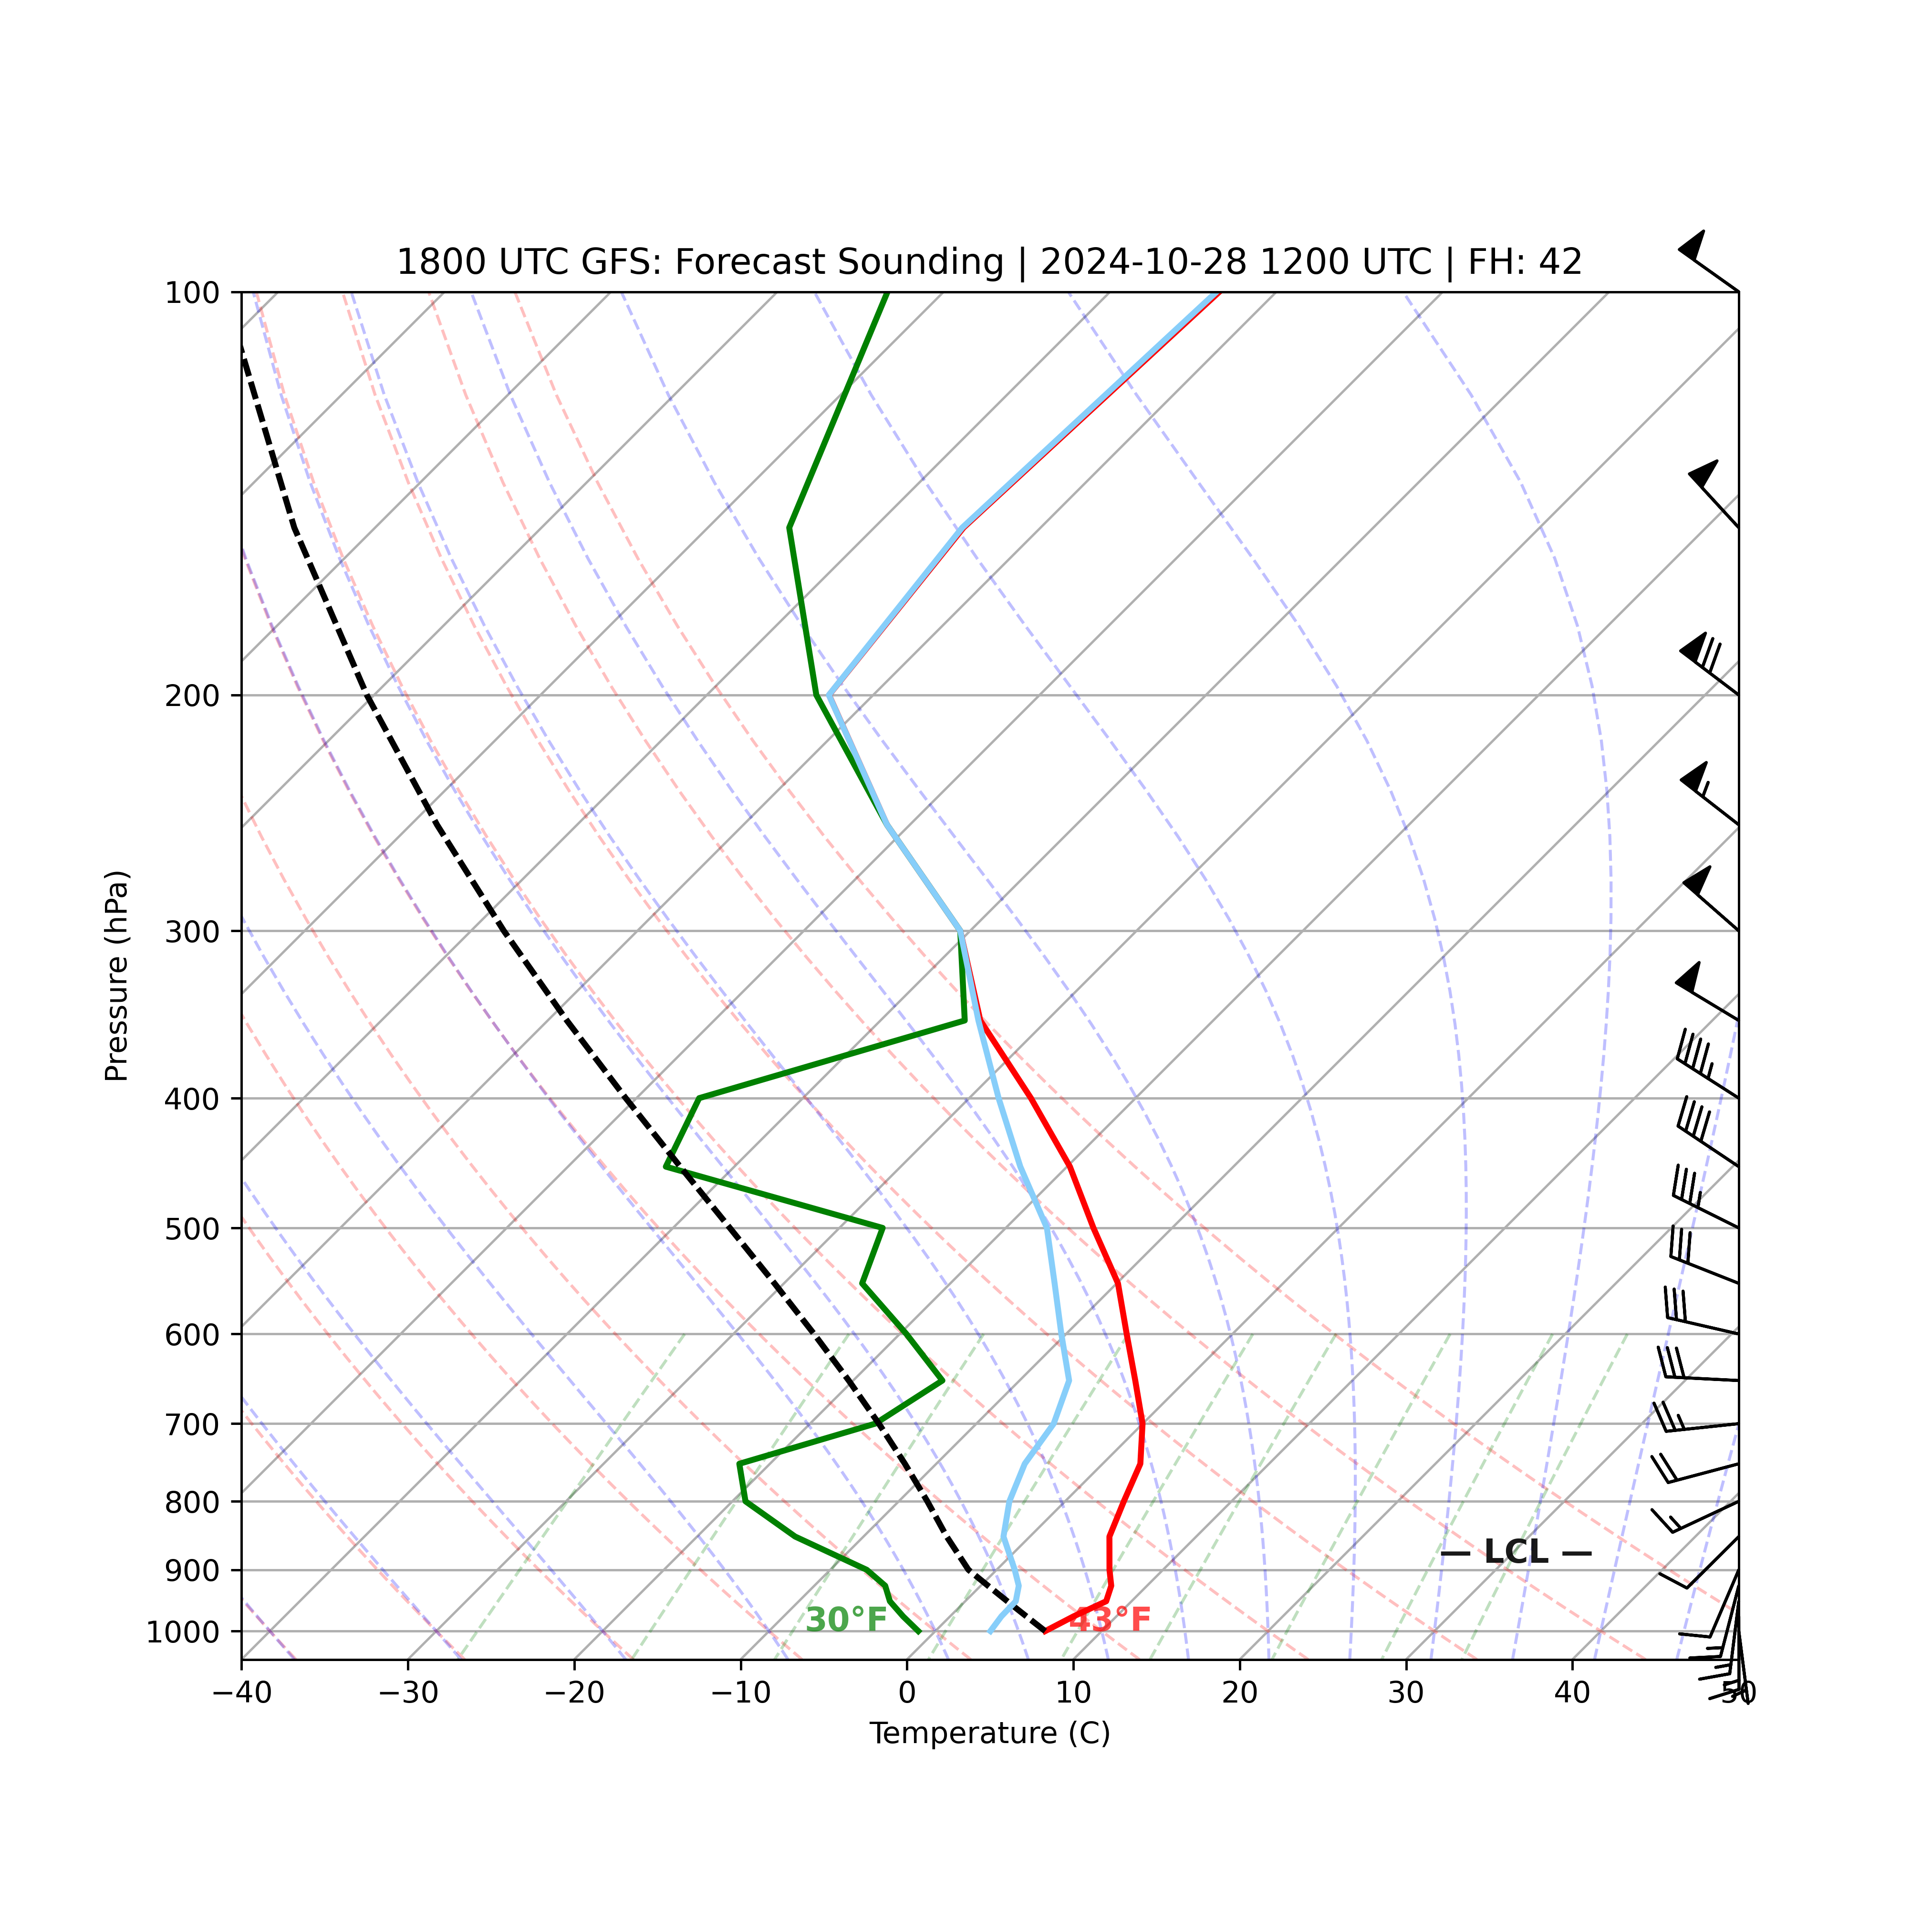 1800 UTC GFS: Forecast Sounding | 2024-10-28 1200 UTC | FH: 42
100
200
300
400
500
600
700
800
900
1000
Pressure (hPa)
— LCL —
30°F
43°F
−40 −30 −20 −10 0 10 20 30 40 50
Temperature (C)